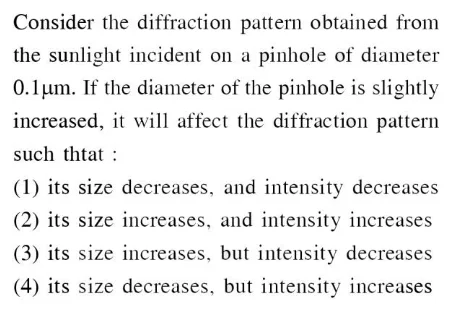 Consider the diffraction pattern obtained from
the sunlight incident on a pinhole of diameter
0.1μm. If the diameter of the pinhole is slightly
increased, it will affect the diffraction pattern
such thtat :
(1) its size decreases, and intensity decreases
(2) its size increases, and intensity increases
(3) its size increases, but intensity decreases
(4) its size decreases, but intensity increases